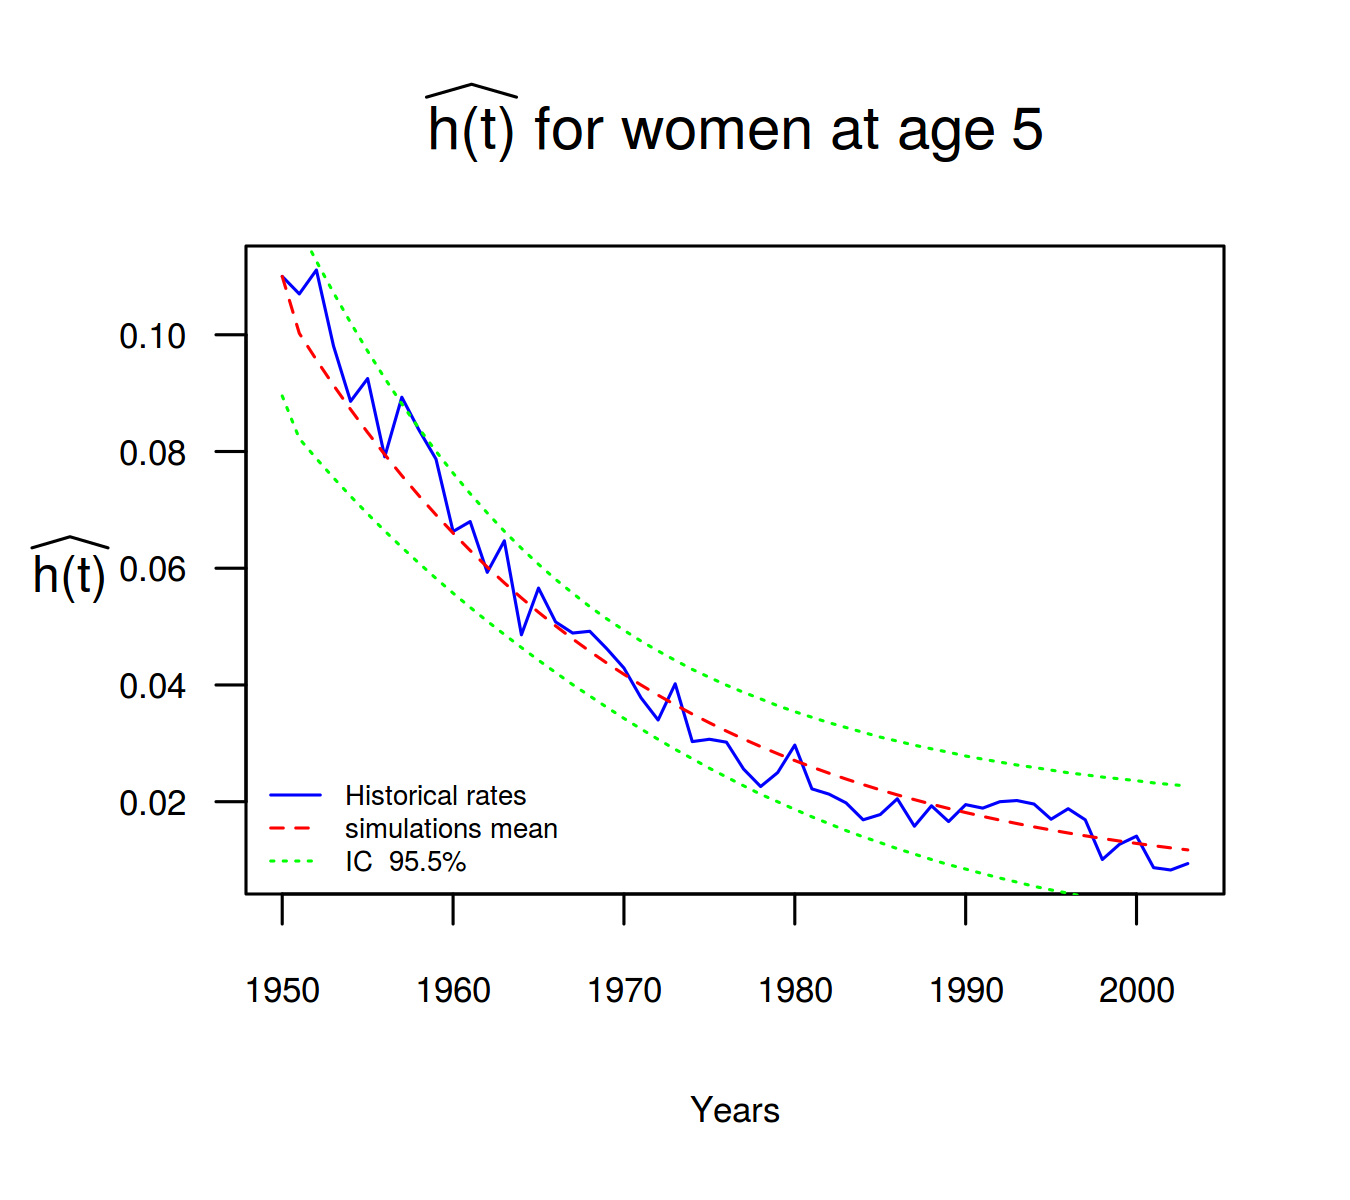 h(t) for women at age 5
0.10
0.08
h(t)
0.06
0.04
0.02
Historical rates
simulations mean
IC 95.5%
1950 1960 1970 1980 1990 2000
Years